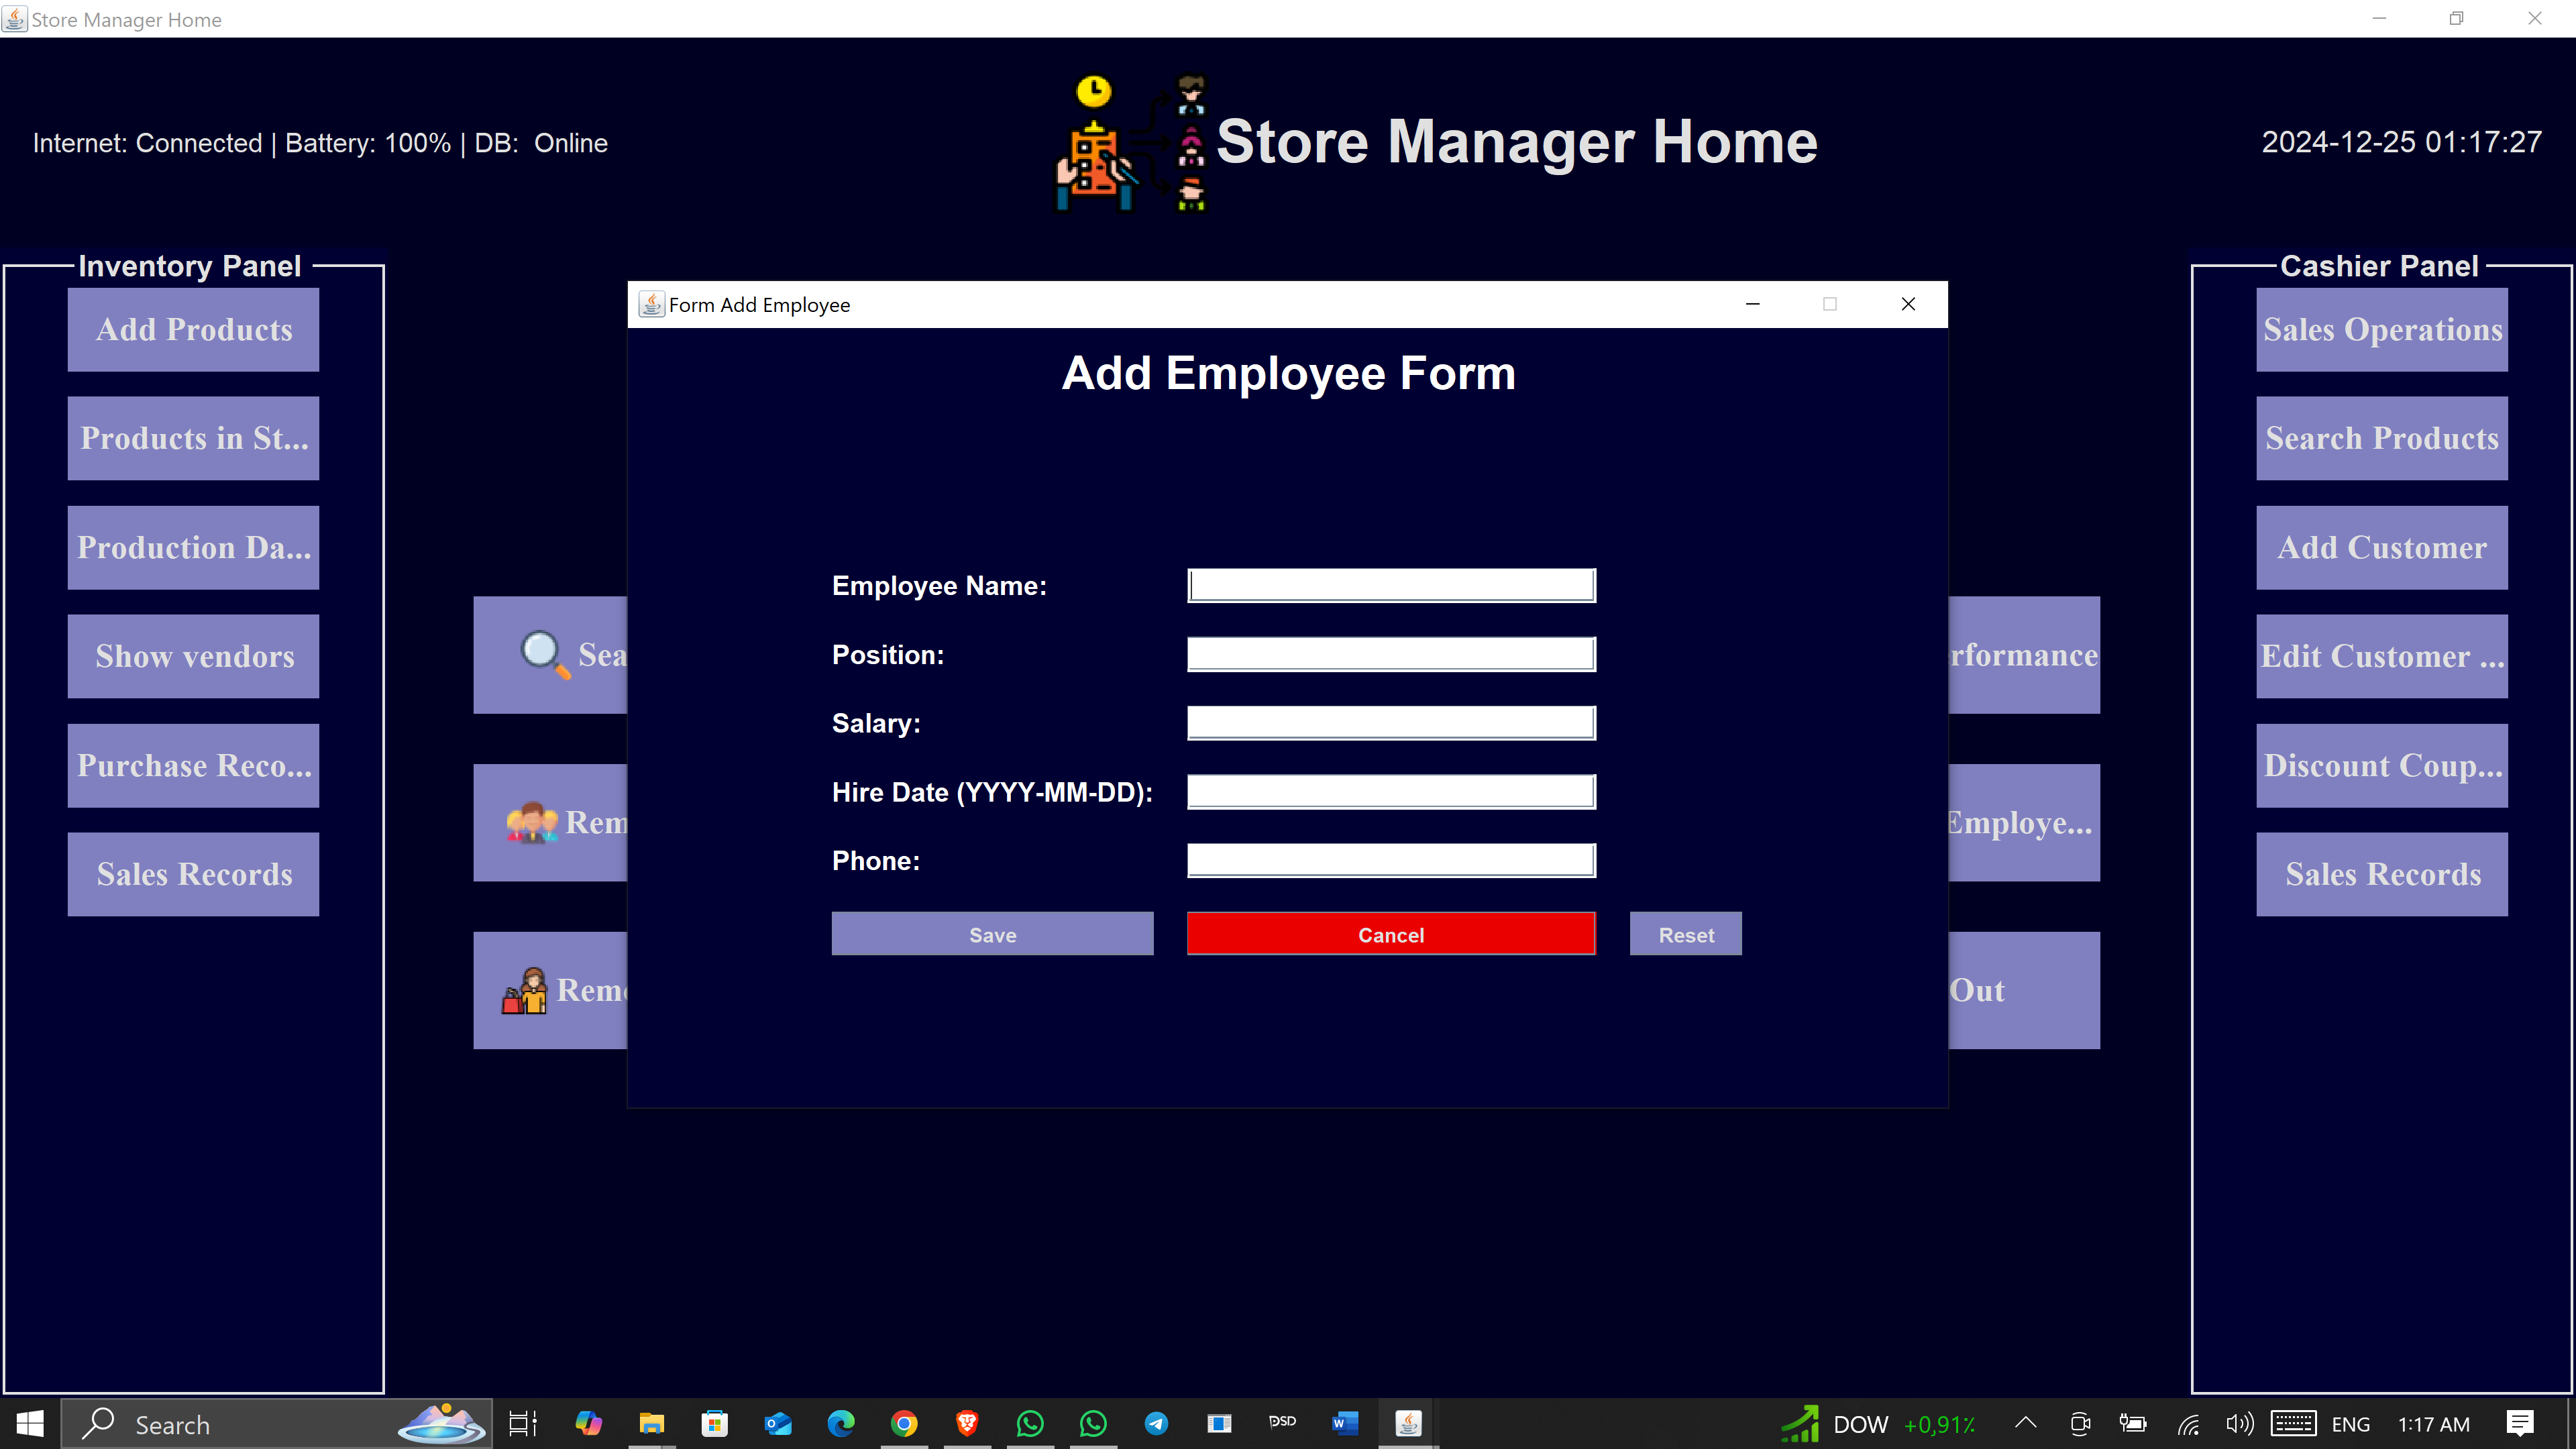 Store Manager Home
Internet: Connected | Battery: 100% | DB: Online
Store Manager Home
2024-12-25 01:17:27
Inventory Panel
Add Products
Products in St...
Production Da...
Show vendors
Purchase Reco...
Sales Records
Sea
Rem
Rem
Form Add Employee
Add Employee Form
Employee Name:
Position:
Salary:
Hire Date (YYYY-MM-DD):
Phone:
Save Cancel Reset
rformance
Employe...
Out
Cashier Panel
Sales Operations
Search Products
Add Customer
Edit Customer ...
Discount Coup...
Sales Records
Search
PSD
DOW +0,91%
ENG
1:17 AM